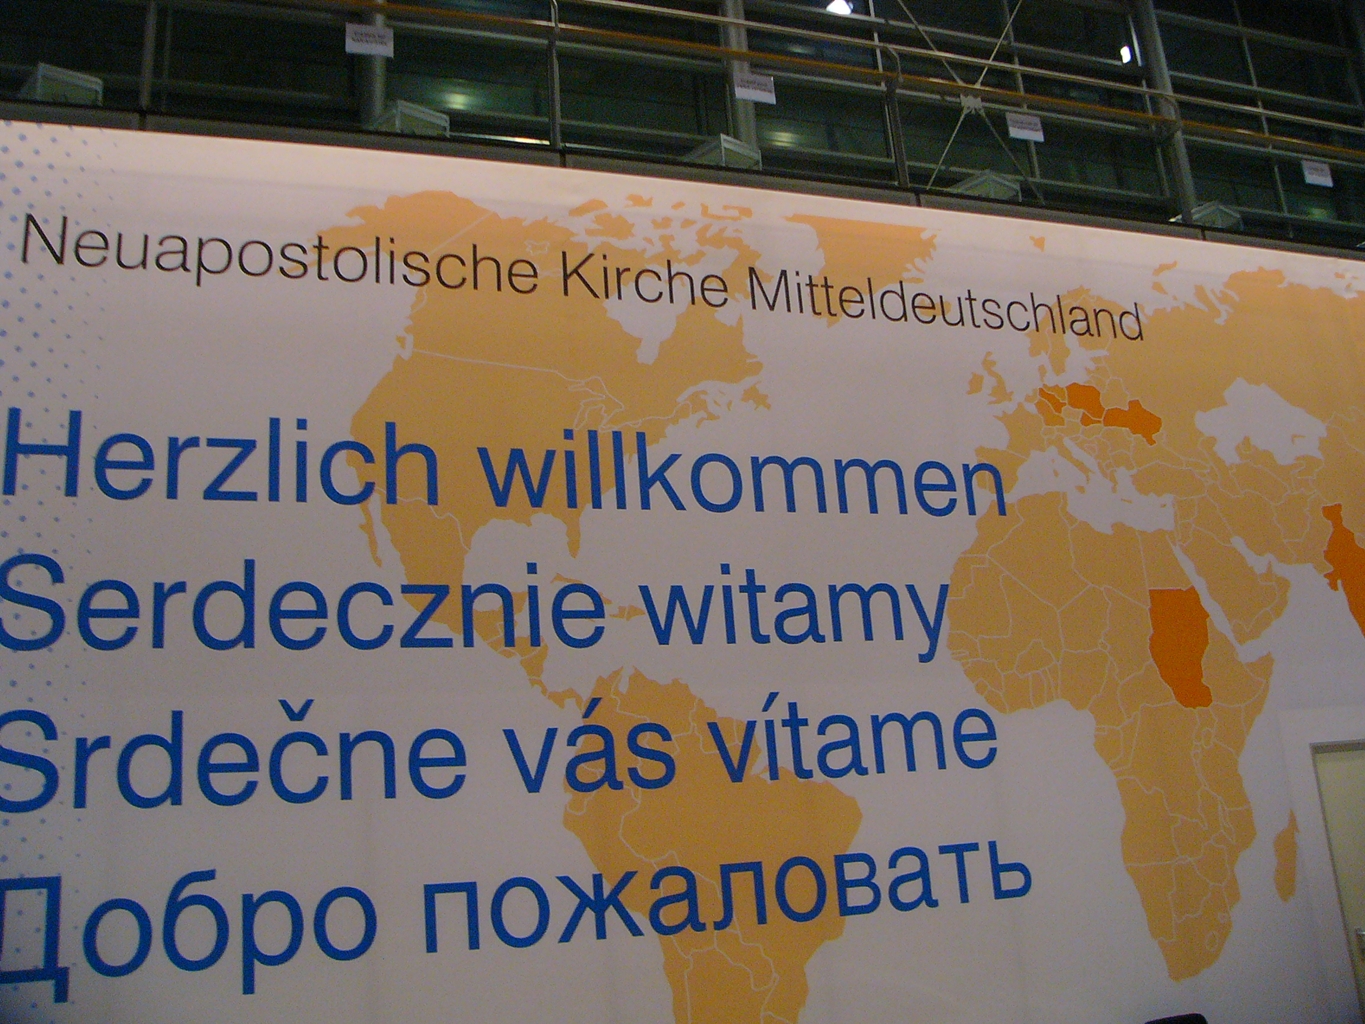 Neuapostolische Kirche Mitteldeutschland
Herzlich willkommen
Serdecznie witamy
Srdečne vás vítame
Добро пожаловать